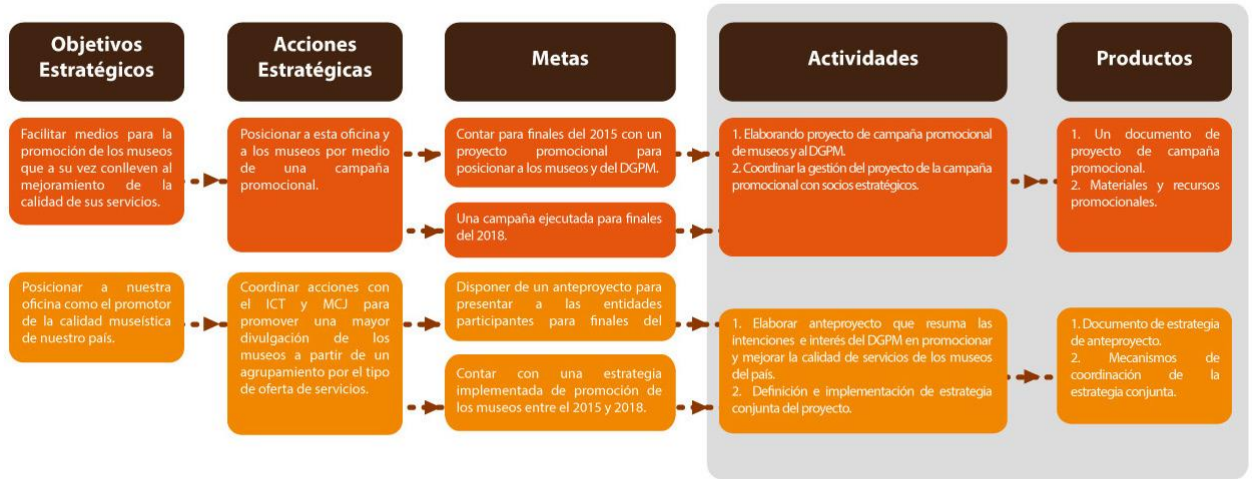 Objetivos
Estratégicos
Acciones
Estratégicas
Metas
Actividades
Productos
Facilitar medios para la
promoción de los museos
que a su vez conlleven al
mejoramiento de la
calidad de sus servicios.
Posicionar a esta oficina y
a los museos por medio
de una campaña
promocional.
Contar para finales del 2015 con un
proyecto promocional para
posicionar a los museos y del DGPM.
Una campaña ejecutada para finales
del 2018.
1. Elaborando proyecto de campaña promocional
de museos y al DGPM.
2. Coordinar la gestión del proyecto de la campaña
promocional con socios estratégicos.
1. Un documento de
proyecto de campaña
promocional.
2. Materiales y recursos
promocionales.
Posicionar a nuestra
oficina como el promotor
de la calidad museística
de nuestro país.
Coordinar acciones con
el ICT y MCJ para
promover una mayor
divulgación de los
museos a partir de un
agrupamiento por el tipo
de oferta de servicios.
Disponer de un anteproyecto para
presentar a las entidades
participantes para finales del
Contar con una estrategia
implementada de promoción de
los museos entre el 2015 y 2018.
1. Elaborar anteproyecto que resuma las
intenciones e interés del DGPM en promocionar
y mejorar la calidad de servicios de los museos
del país.
2. Definición e implementación de estrategia
conjunta del proyecto.
1. Documento de estrategia
de anteproyecto.
2. Mecanismos de
coordinación de la
estrategia conjunta.